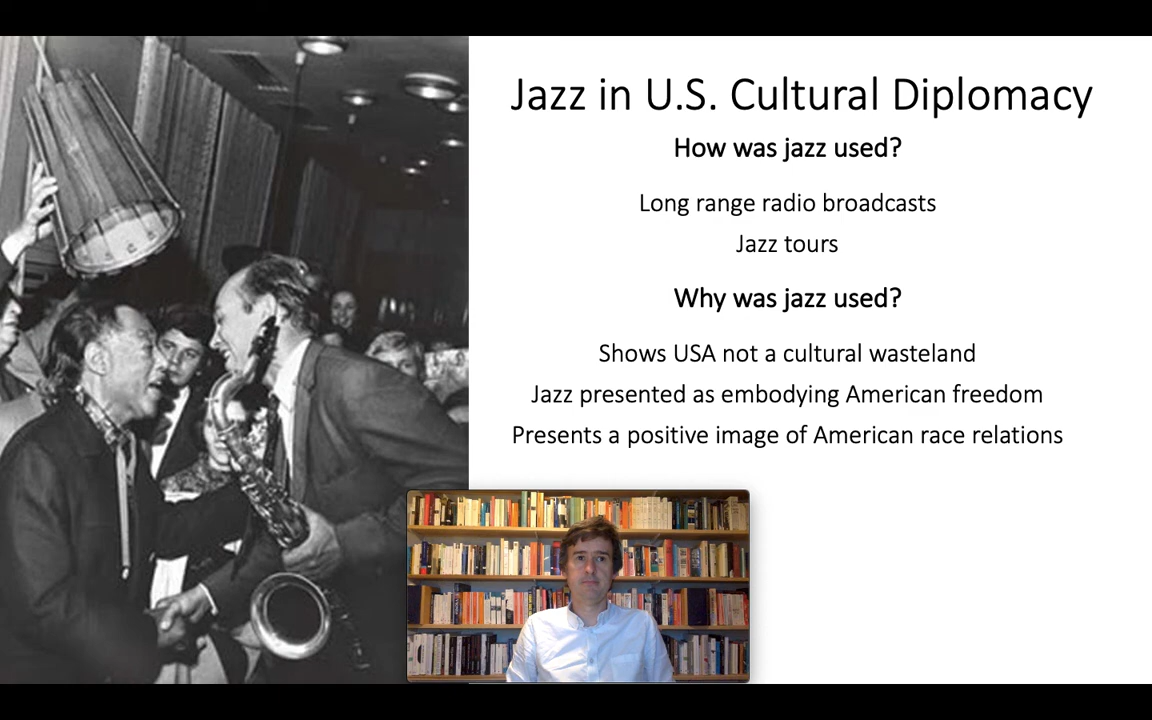 Jazz in U.S. Cultural Diplomacy
How was jazz used?
Long range radio broadcasts
Jazz tours
Why was jazz used?
Shows USA not a cultural wasteland
Jazz presented as embodying American freedom
Presents a positive image of American race relations